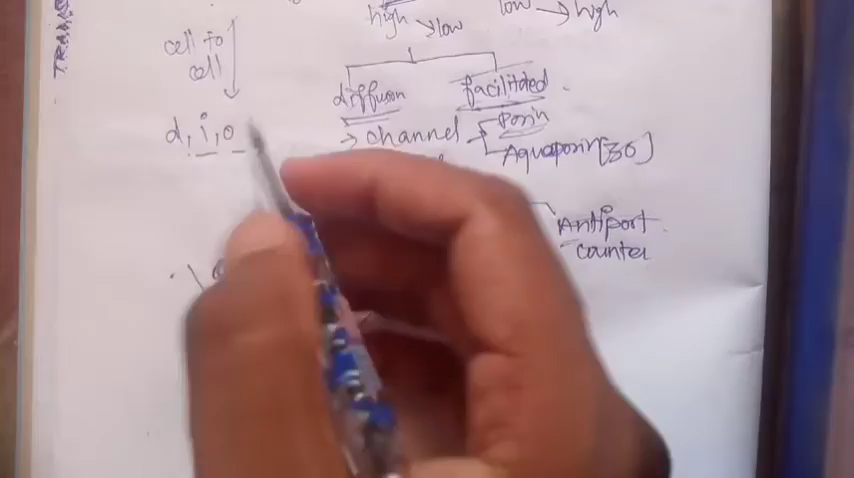 TRANS
high → low
low → high
cell to
cell
diffusion
facilitated
d, i, o
→ channel
Porin
Aquaporin [30]
Antiport
counter